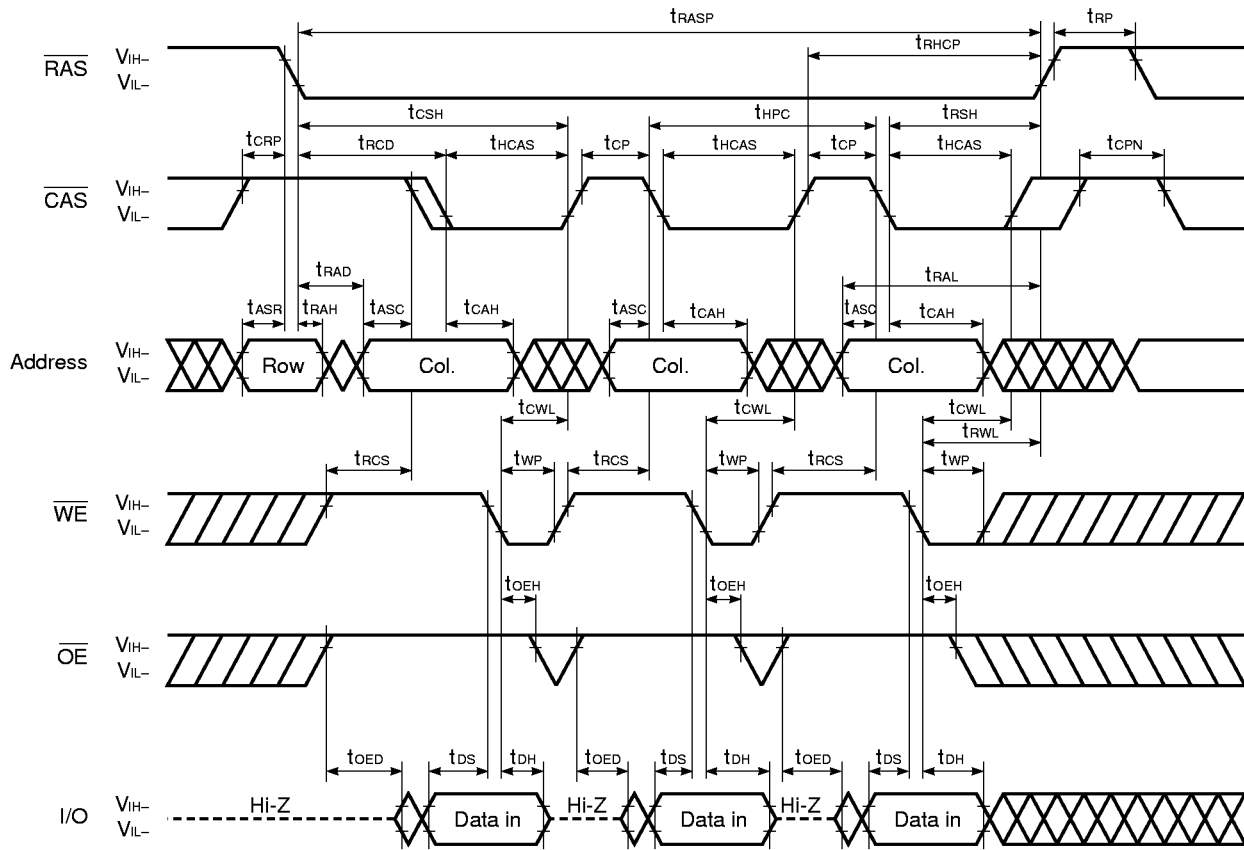 tRASP
tRP
tRHCP
RAS
VIH–
VIL–
tCSH
tHPC
tRSH
tCRP
tRCD
tHCAS
tCP
tHCAS
tCP
tHCAS
tCPN
CAS
VIH–
VIL–
tRAD
tRAL
tASR
tRAH
tASC
tCAH
tASC
tCAH
tASC
tCAH
Address
VIH–
VIL–
Row
Col.
Col.
Col.
tCWL
tCWL
tCWL
tRWL
tRCS
tWP
tRCS
tWP
tRCS
tWP
WE
VIH–
VIL–
tOEH
tOEH
tOEH
OE
VIH–
VIL–
tOED
tDS
tDH
tOED
tDS
tDH
tOED
tDS
tDH
I/O
VIH–
VIL–
Hi-Z
Data in
Hi-Z
Data in
Hi-Z
Data in